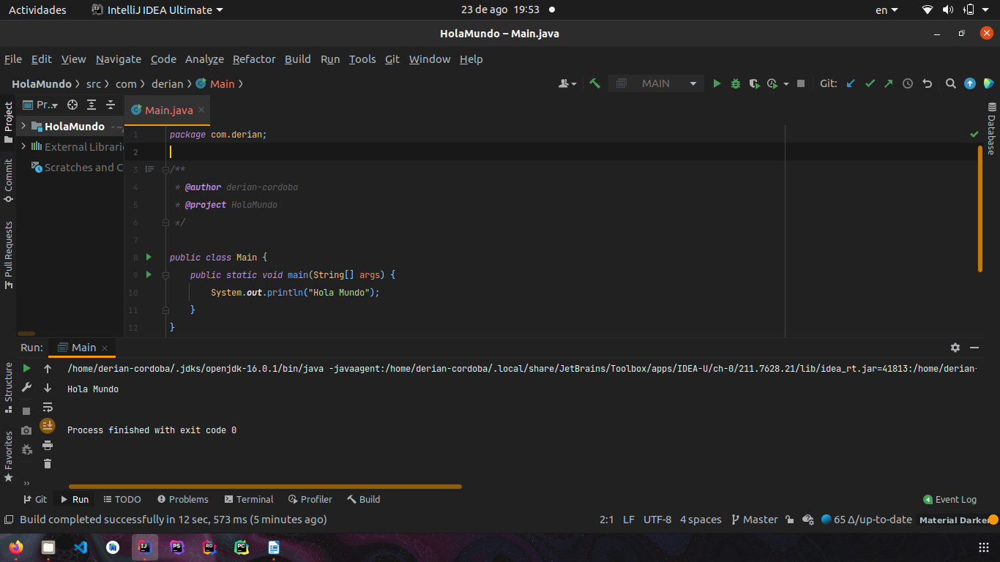 Actividades IntelliJ IDEA Ultimate 23 de ago 19:53 en
HolaMundo – Main.java
File Edit View Navigate Code Analyze Refactor Build Run Tools Git Window Help
HolaMundo src com derian Main MAIN Git:
Project
Commit
Pull Requests
Structure
Favorites
Database
Pr...
HolaMundo ~
External Librari
Scratches and C
Main.java
1 package com.derian;
2
3 /**
4 * @author derian-cordoba
5 * @project HolaMundo
6 */
7
8 public class Main {
9 public static void main(String[] args) {
10 System.out.println("Hola Mundo");
11 }
12 }
Run: Main
/home/derian-cordoba/.jdks/openjdk-16.0.1/bin/java -javaagent:/home/derian-cordoba/.local/share/JetBrains/Toolbox/apps/IDEA-U/ch-0/211.7628.21/lib/idea_rt.jar=41813:/home/derian-
Hola Mundo
Process finished with exit code 0
Git Run TODO Problems Terminal Profiler Build 4 Event Log
Build completed successfully in 12 sec, 573 ms (5 minutes ago) 2:1 LF UTF-8 4 spaces Master 65 Δ/up-to-date Material Darker
IJ PS RD PC